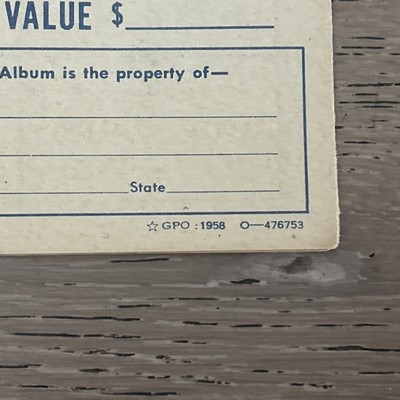 VALUE $
Album is the property of—
State
☆ GPO : 1958 O—476753